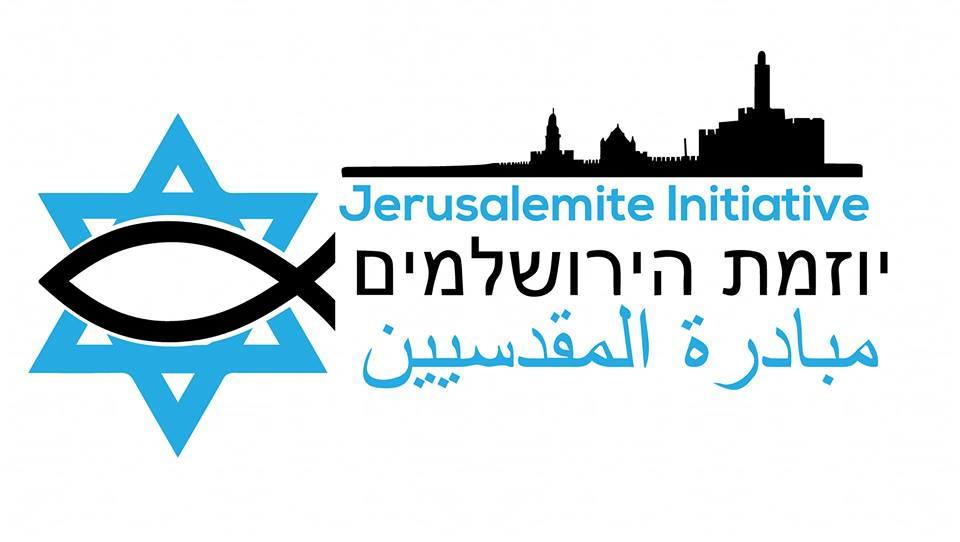 Jerusalemite Initiative
יוזמת הירושלמים
مبادرة المقدسيين